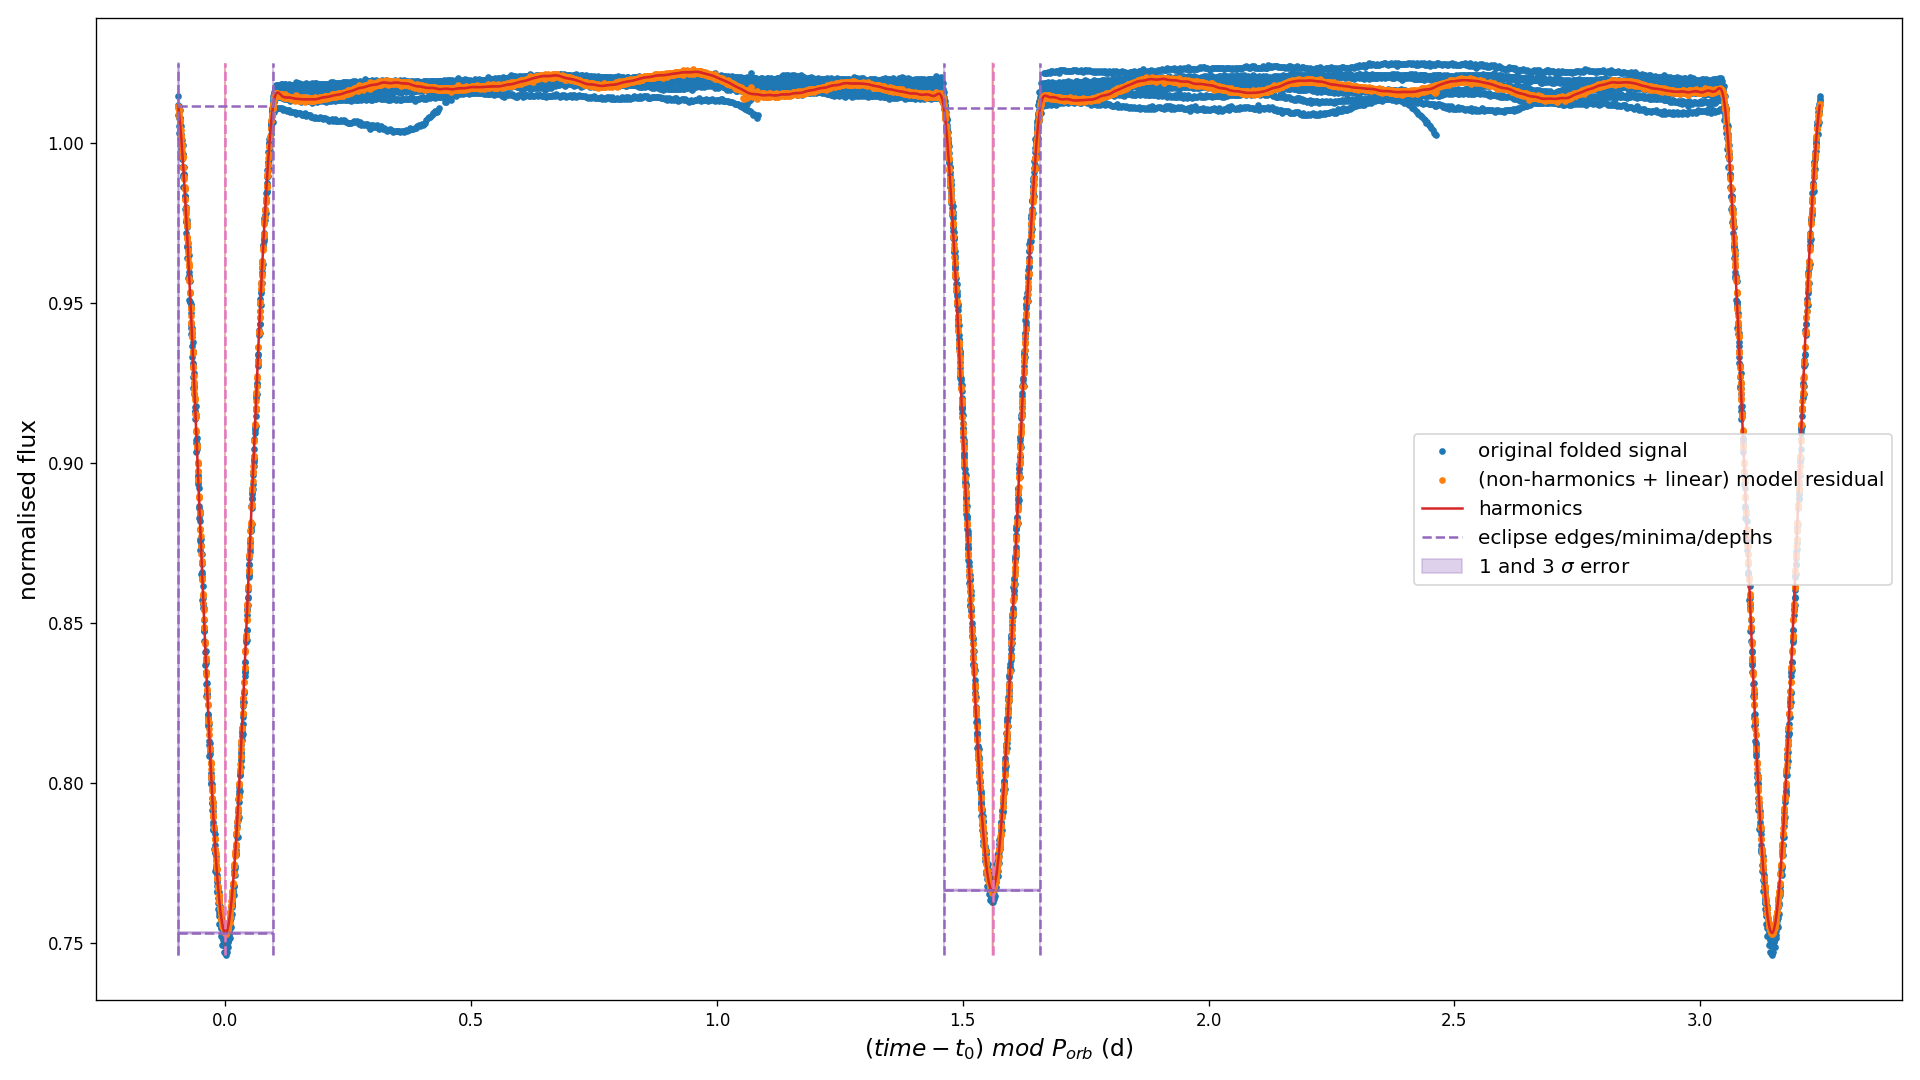 normalised flux
1.00
0.95
0.90
0.85
0.80
0.75
original folded signal
(non-harmonics + linear) model residual
harmonics
eclipse edges/minima/depths
1 and 3 σ error
0.0 0.5 1.0 1.5 2.0 2.5 3.0
(time − t₀) mod Pₒᵣb (d)